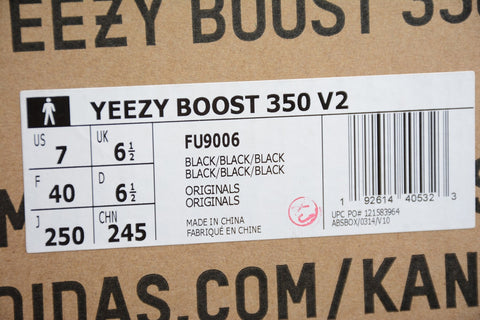 YEEZY BOOST 350
YEEZY BOOST 350 V2
US 7 UK 6½
F 40 D 6½
J 250 CHN 245
FU9006
BLACK/BLACK/BLACK
BLACK/BLACK/BLACK
ORIGINALS
ORIGINALS
MADE IN CHINA
FABRIQUÉ EN CHINE
1 92614 40532 3
UPC PO# 121583964
ABSBOX/0314/V10
DIDAS.COM/KAN